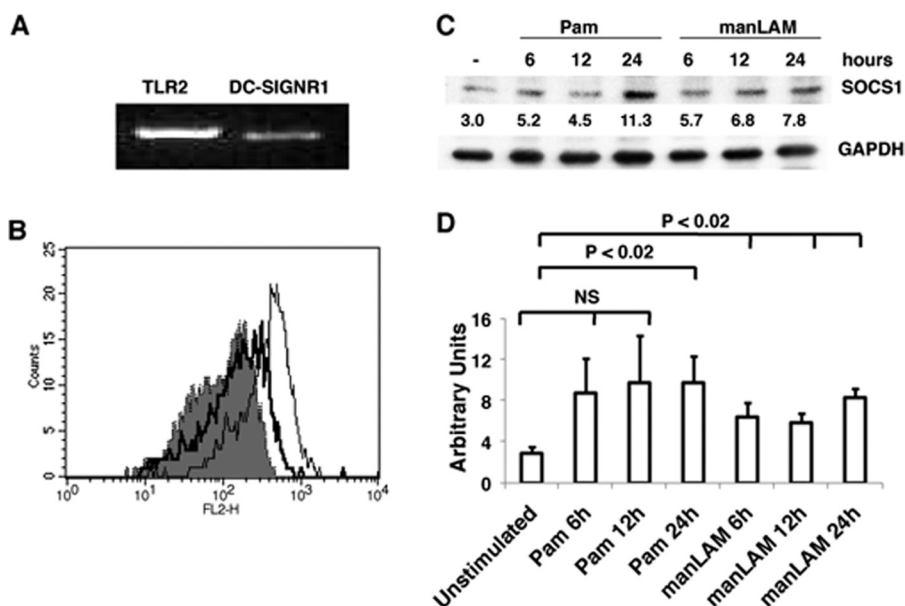 A
TLR2 DC-SIGNR1
B
25
20
15
10
5
0
Counts
10^0 10^1 10^2 10^3 10^4
FL2-H
C
Pam manLAM
- 6 12 24 6 12 24 hours
SOCS1
3.0 5.2 4.5 11.3 5.7 6.8 7.8
GAPDH
D
P < 0.02
P < 0.02
NS
16
12
8
4
0
Arbitrary Units
Unstimulated
Pam 6h
Pam 12h
Pam 24h
manLAM 6h
manLAM 12h
manLAM 24h